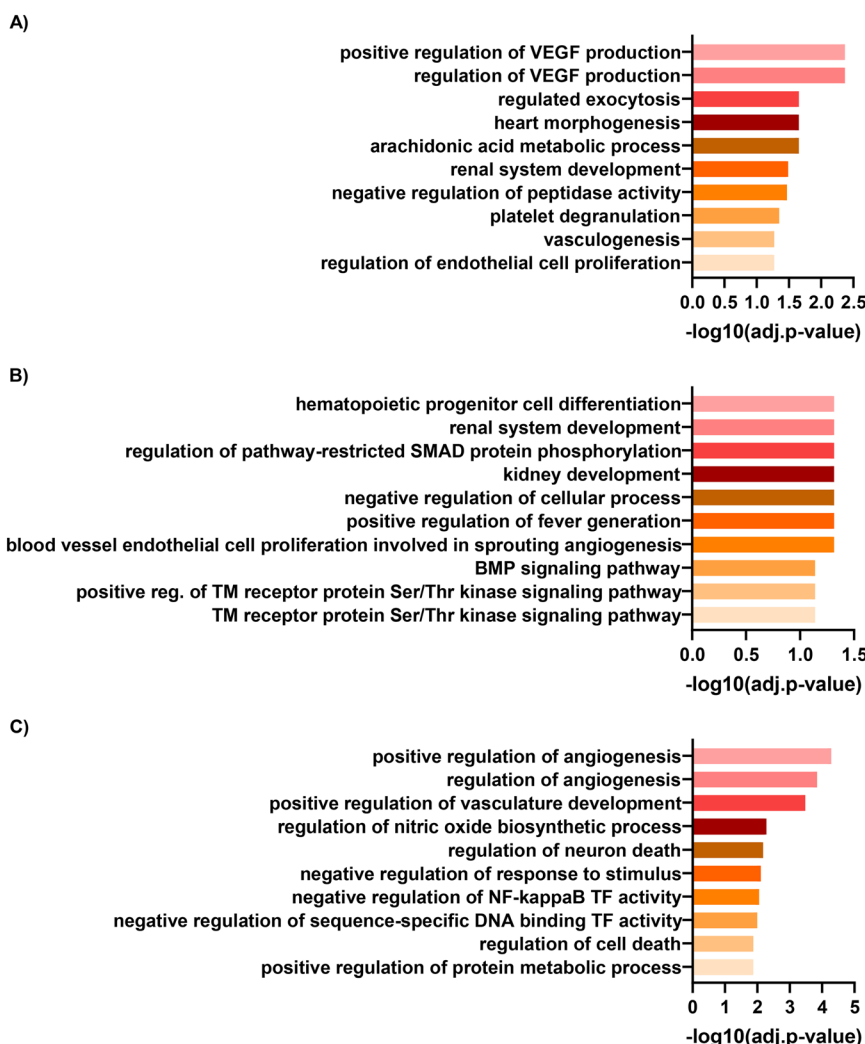 A)
positive regulation of VEGF production
regulation of VEGF production
regulated exocytosis
heart morphogenesis
arachidonic acid metabolic process
renal system development
negative regulation of peptidase activity
platelet degranulation
vasculogenesis
regulation of endothelial cell proliferation
0.0 0.5 1.0 1.5 2.0 2.5
-log10(adj.p-value)
B)
hematopoietic progenitor cell differentiation
renal system development
regulation of pathway-restricted SMAD protein phosphorylation
kidney development
negative regulation of cellular process
positive regulation of fever generation
blood vessel endothelial cell proliferation involved in sprouting angiogenesis
BMP signaling pathway
positive reg. of TM receptor protein Ser/Thr kinase signaling pathway
TM receptor protein Ser/Thr kinase signaling pathway
0.0 0.5 1.0 1.5
-log10(adj.p-value)
C)
positive regulation of angiogenesis
regulation of angiogenesis
positive regulation of vasculature development
regulation of nitric oxide biosynthetic process
regulation of neuron death
negative regulation of response to stimulus
negative regulation of NF-kappaB TF activity
negative regulation of sequence-specific DNA binding TF activity
regulation of cell death
positive regulation of protein metabolic process
0 1 2 3 4 5
-log10(adj.p-value)